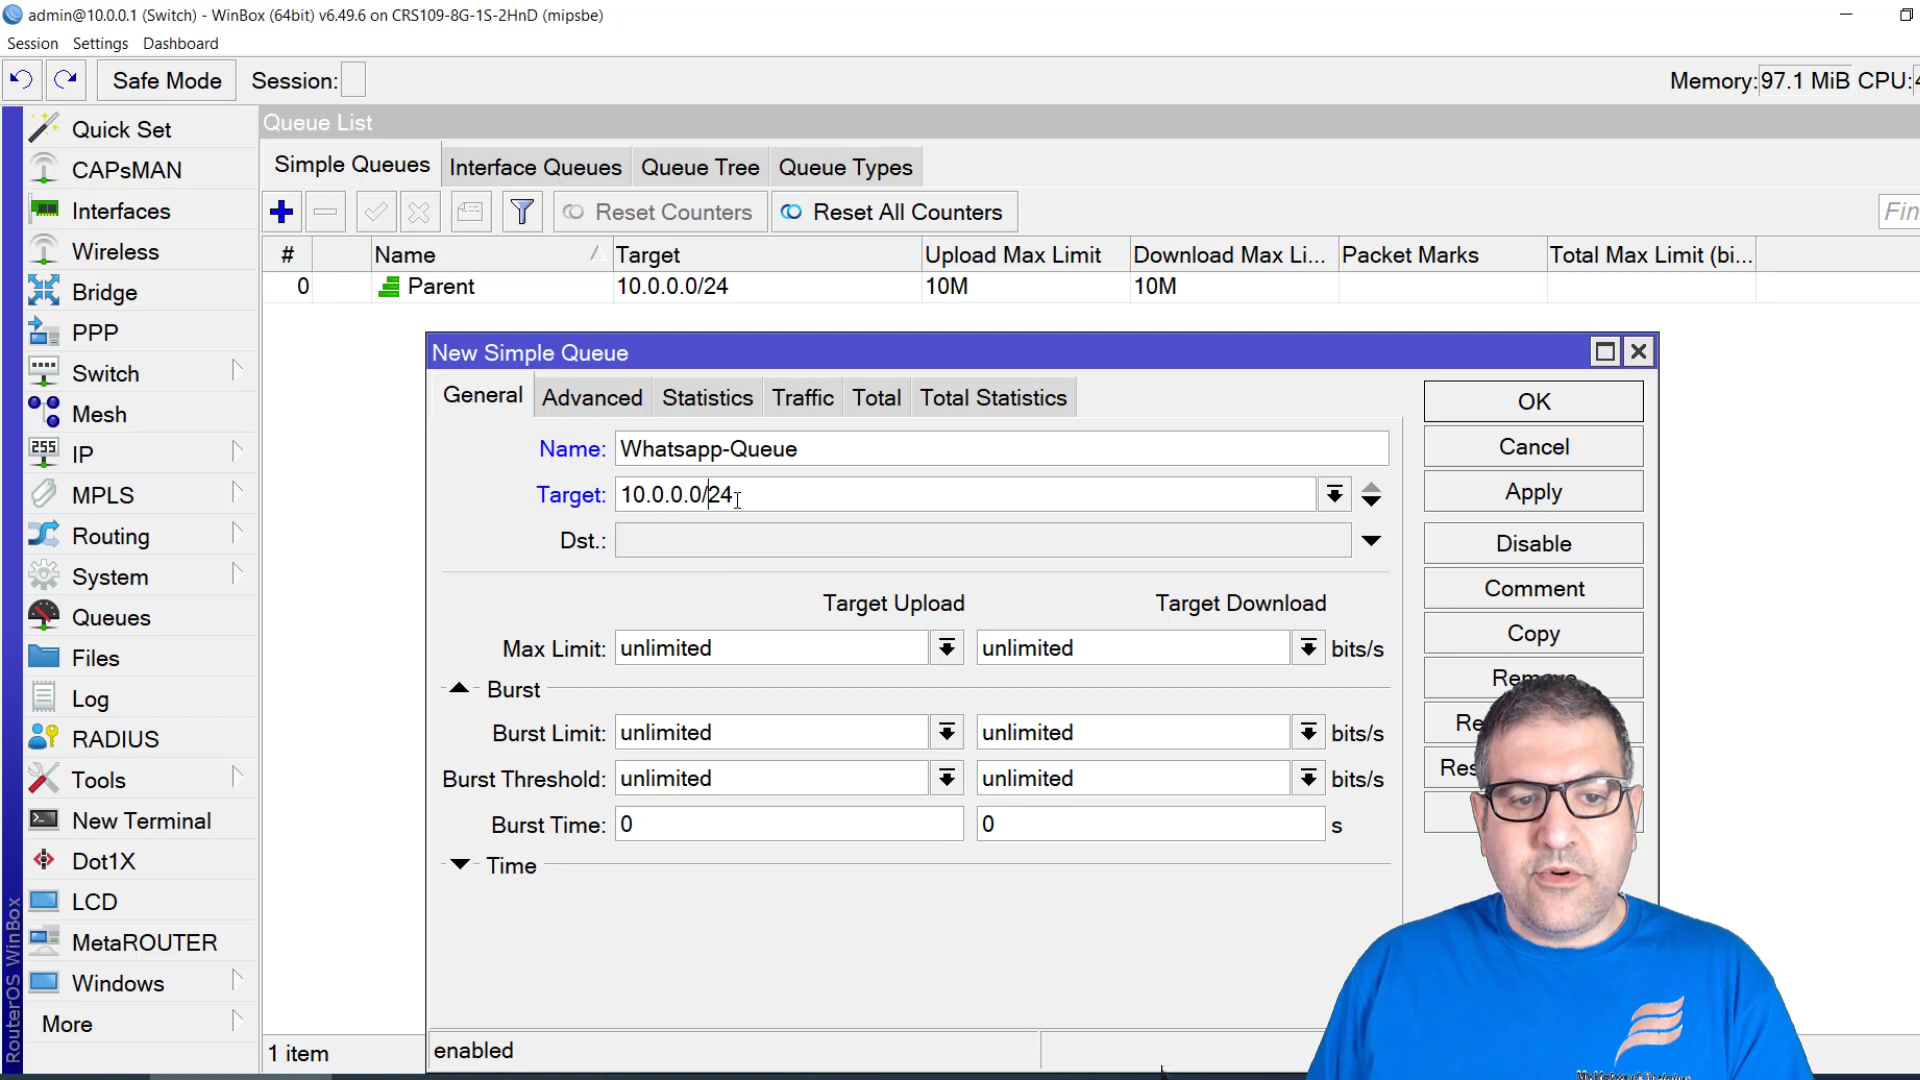 admin@10.0.0.1 (Switch) - WinBox (64bit) v6.49.6 on CRS109-8G-1S-2HnD (mipsbe)
Session Settings Dashboard
Safe Mode Session: Memory: 97.1 MiB CPU:
Quick Set
CAPsMAN
Interfaces
Wireless
Bridge
PPP
Switch
Mesh
IP
MPLS
Routing
System
Queues
Files
Log
RADIUS
Tools
New Terminal
Dot1X
LCD
MetaROUTER
Windows
More
RouterOS WinBox
Queue List
Simple Queues Interface Queues Queue Tree Queue Types
Reset Counters Reset All Counters
# Name Target Upload Max Limit Download Max Li... Packet Marks Total Max Limit (bi...
0 Parent 10.0.0.0/24 10M 10M
New Simple Queue
General Advanced Statistics Traffic Total Total Statistics
Name: Whatsapp-Queue
Target: 10.0.0.0/24
Dst.:
Target Upload Target Download
Max Limit: unlimited unlimited bits/s
Burst
Burst Limit: unlimited unlimited bits/s
Burst Threshold: unlimited unlimited bits/s
Burst Time: 0 0 s
Time
OK
Cancel
Apply
Disable
Comment
Copy
enabled
1 item
255